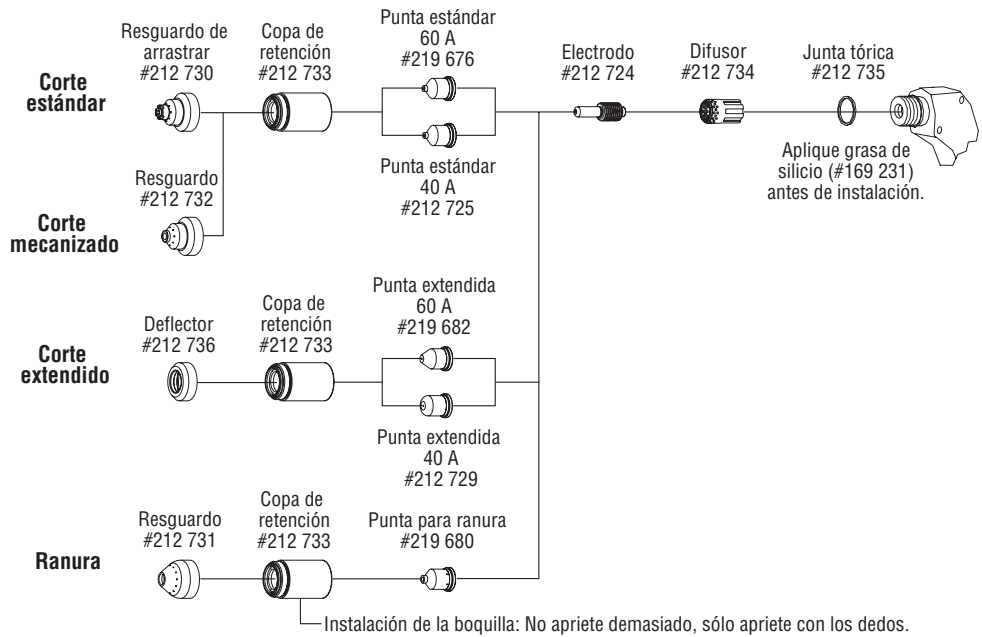 Corte
estándar
Resguardo de
arrastrar
#212 730
Copa de
retención
#212 733
Punta estándar
60 A
#219 676
Punta estándar
40 A
#212 725
Electrodo
#212 724
Difusor
#212 734
Junta tórica
#212 735
Aplique grasa de
silicio (#169 231)
antes de instalación.
Corte
mecanizado
Resguardo
#212 732
Corte
extendido
Deflector
#212 736
Copa de
retención
#212 733
Punta extendida
60 A
#219 682
Punta extendida
40 A
#212 729
Ranura
Resguardo
#212 731
Copa de
retención
#212 733
Punta para ranura
#219 680
Instalación de la boquilla: No apriete demasiado, sólo apriete con los dedos.